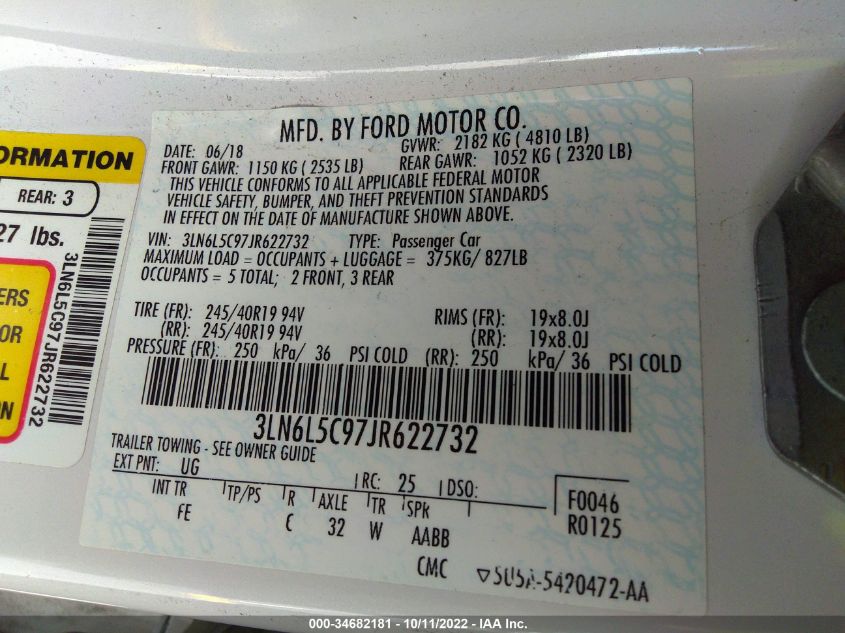 ORMATION
REAR: 3
27 lbs.
ERS
OR
L
N
3LN6L5C97JR622732
MFD. BY FORD MOTOR CO.
DATE: 06/18 GVWR: 2182 KG ( 4810 LB)
FRONT GAWR: 1150 KG ( 2535 LB) REAR GAWR: 1052 KG ( 2320 LB)
THIS VEHICLE CONFORMS TO ALL APPLICABLE FEDERAL MOTOR
VEHICLE SAFETY, BUMPER, AND THEFT PREVENTION STANDARDS
IN EFFECT ON THE DATE OF MANUFACTURE SHOWN ABOVE.
VIN: 3LN6L5C97JR622732 TYPE: Passenger Car
MAXIMUM LOAD = OCCUPANTS + LUGGAGE = 375KG/ 827LB
OCCUPANTS = 5 TOTAL; 2 FRONT, 3 REAR
TIRE (FR): 245/40R19 94V RIMS (FR): 19x8.0J
(RR): 245/40R19 94V (RR): 19x8.0J
PRESSURE (FR): 250 kPa/ 36 PSI COLD (RR): 250 kPa/ 36 PSI COLD
3LN6L5C97JR622732
TRAILER TOWING - SEE OWNER GUIDE
EXT PNT: UG RC: 25 DSO:
INT TR TP/PS R AXLE TR SPR
FE C 32 W AABB
F0046
R0125
CMC ▽SU5A-5420472-AA
000-34682181 - 10/11/2022 - IAA Inc.